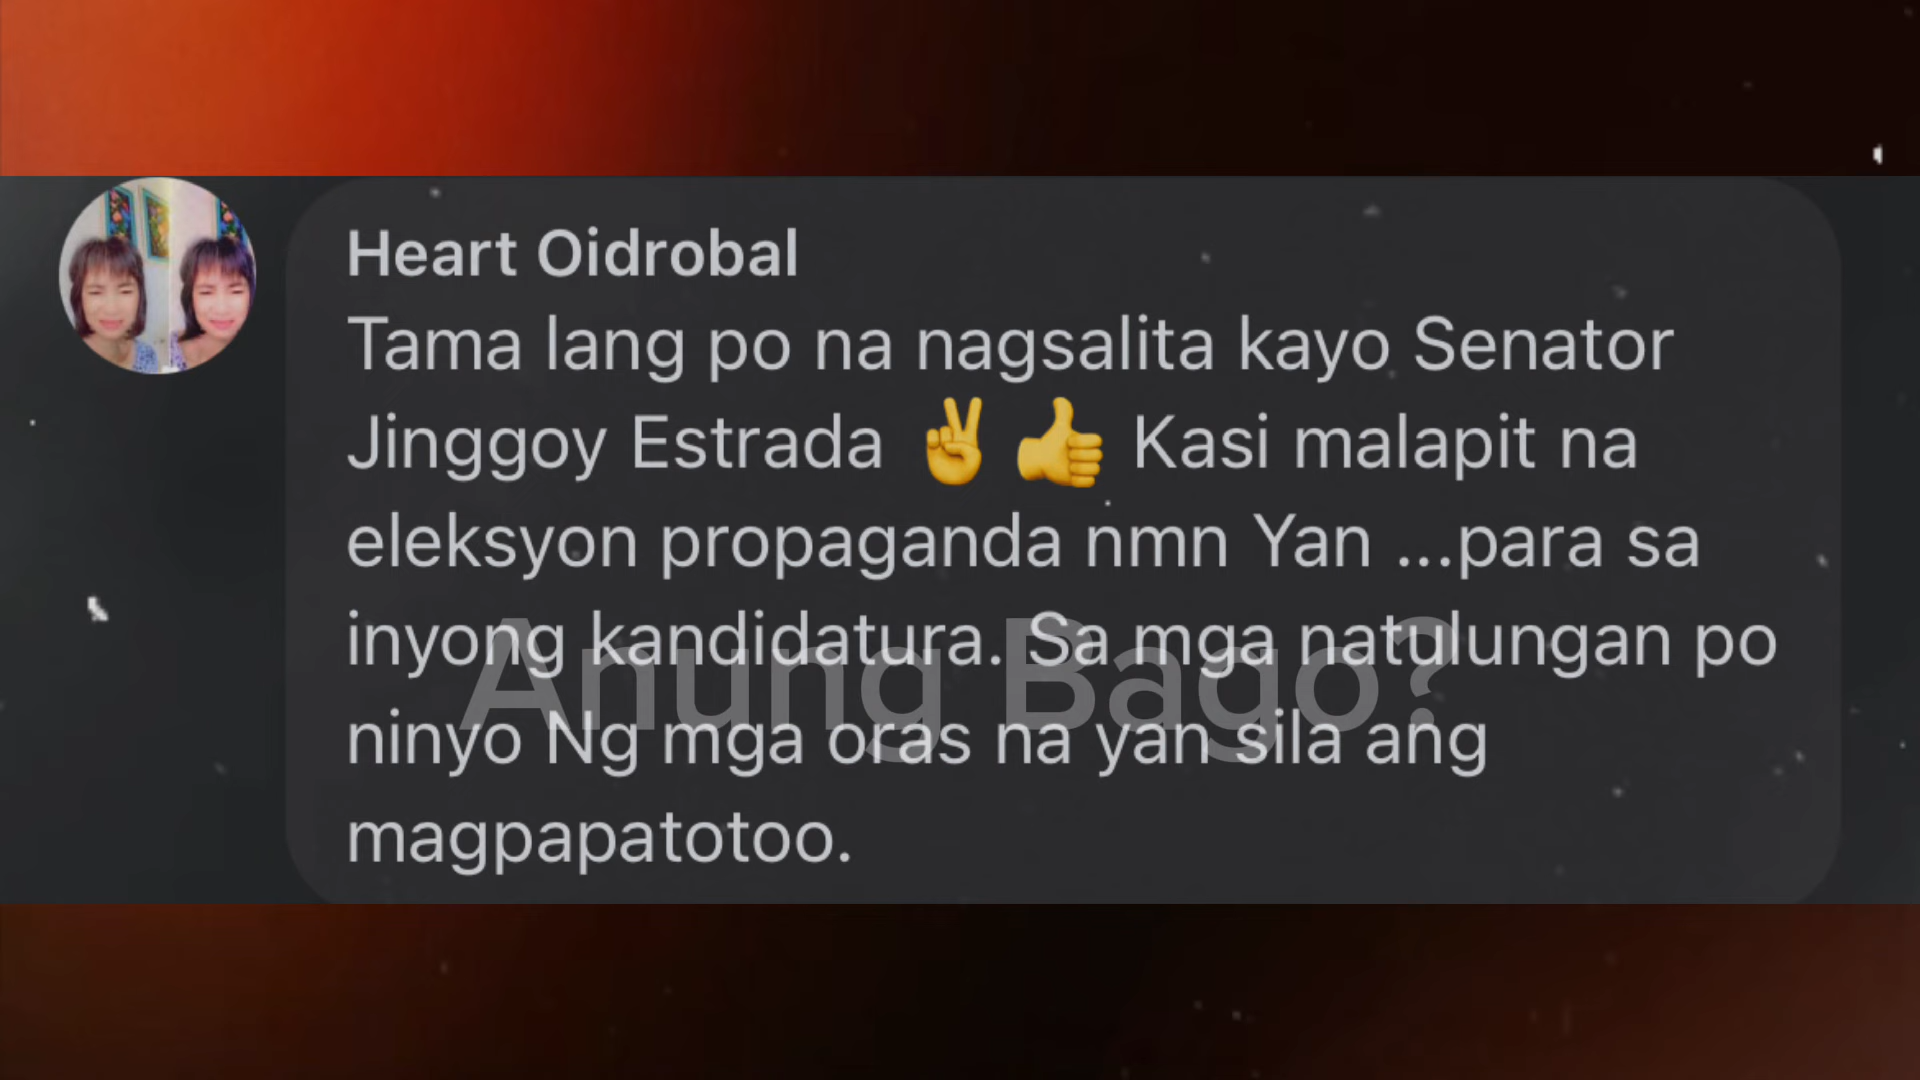 Heart Oidrobal
Tama lang po na nagsalita kayo Senator
Jinggoy Estrada ✌️ 👍 Kasi malapit na
eleksyon propaganda nmn Yan ...para sa
inyong kandidatura. Sa mga natulungan po
ninyo Ng mga oras na yan sila ang
magpapatotoo.
Anung Bago?